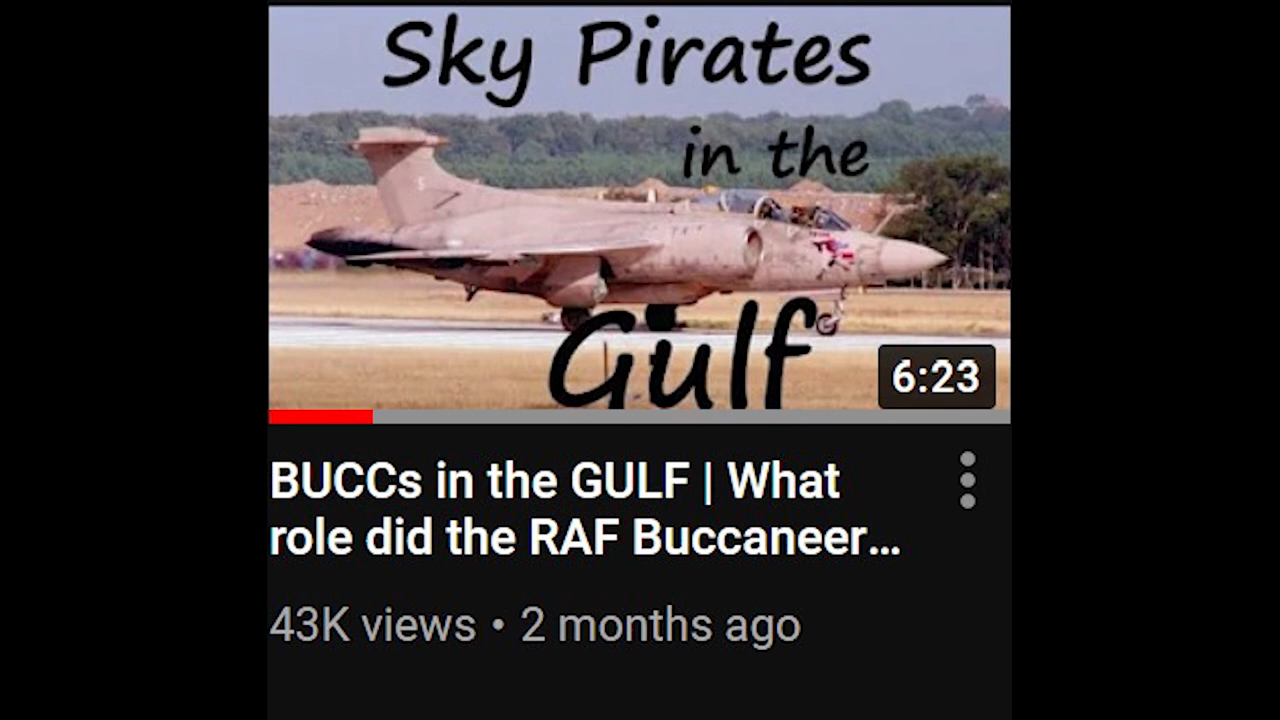 Sky Pirates
in the
Gulf
6:23
BUCCs in the GULF | What
role did the RAF Buccaneer...
43K views • 2 months ago